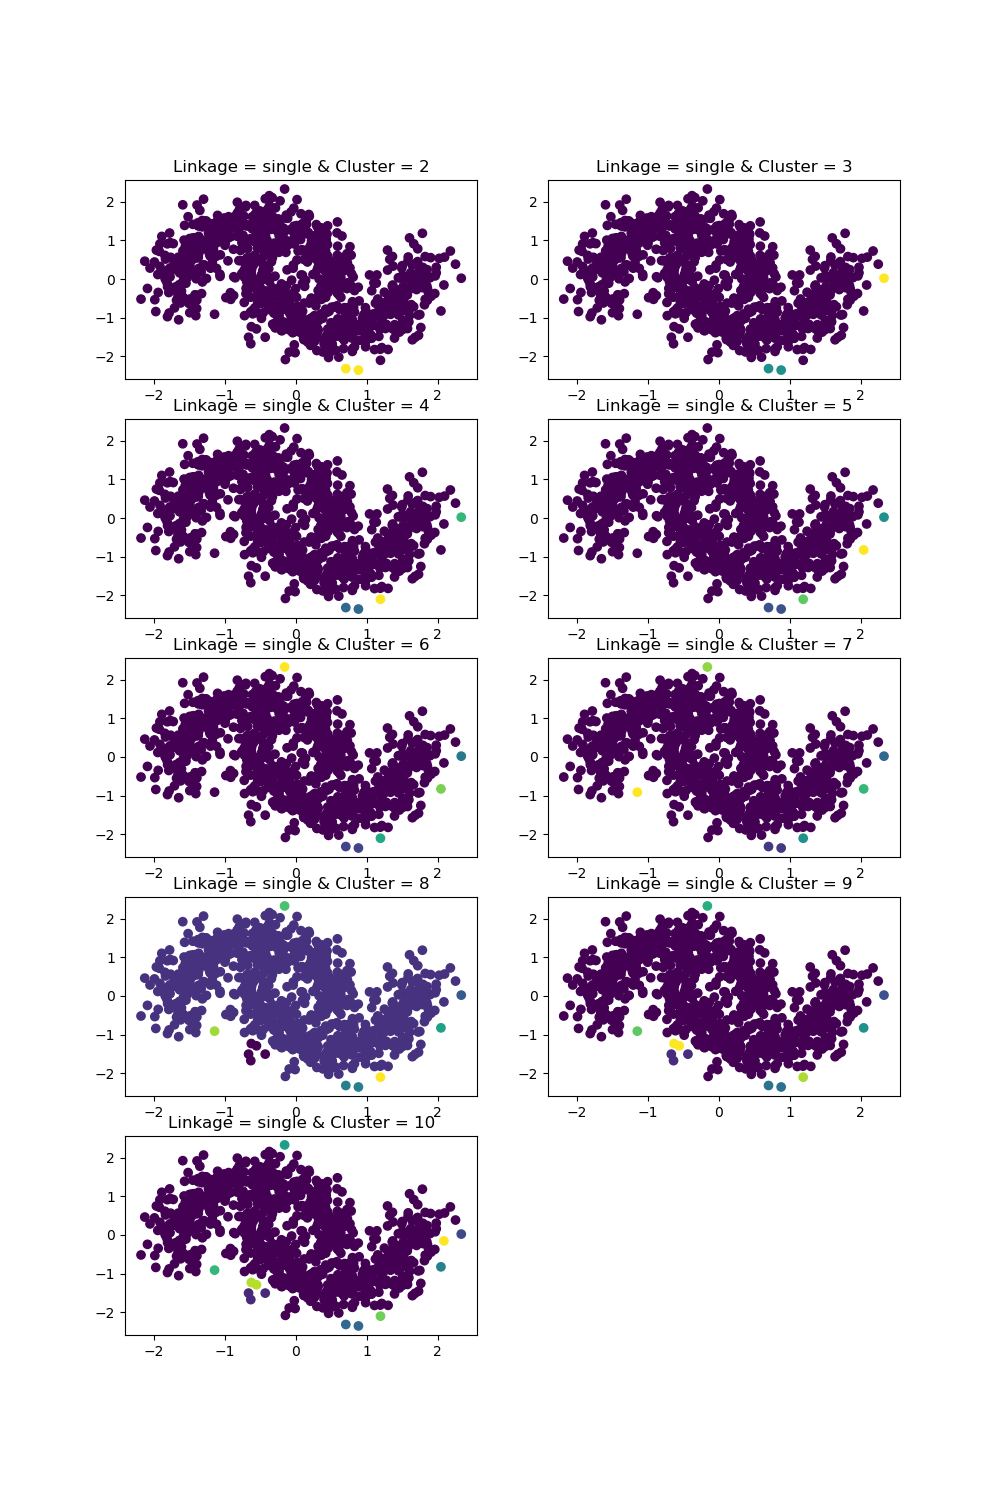 Linkage = single & Cluster = 2
2
1
0
−1
−2
−2 −1 0 1 2
Linkage = single & Cluster = 3
2
1
0
−1
−2
−2 −1 0 1 2
Linkage = single & Cluster = 4
2
1
0
−1
−2
−2 −1 0 1 2
Linkage = single & Cluster = 5
2
1
0
−1
−2
−2 −1 0 1 2
Linkage = single & Cluster = 6
2
1
0
−1
−2
−2 −1 0 1 2
Linkage = single & Cluster = 7
2
1
0
−1
−2
−2 −1 0 1 2
Linkage = single & Cluster = 8
2
1
0
−1
−2
−2 −1 0 1 2
Linkage = single & Cluster = 9
2
1
0
−1
−2
−2 −1 0 1 2
Linkage = single & Cluster = 10
2
1
0
−1
−2
−2 −1 0 1 2